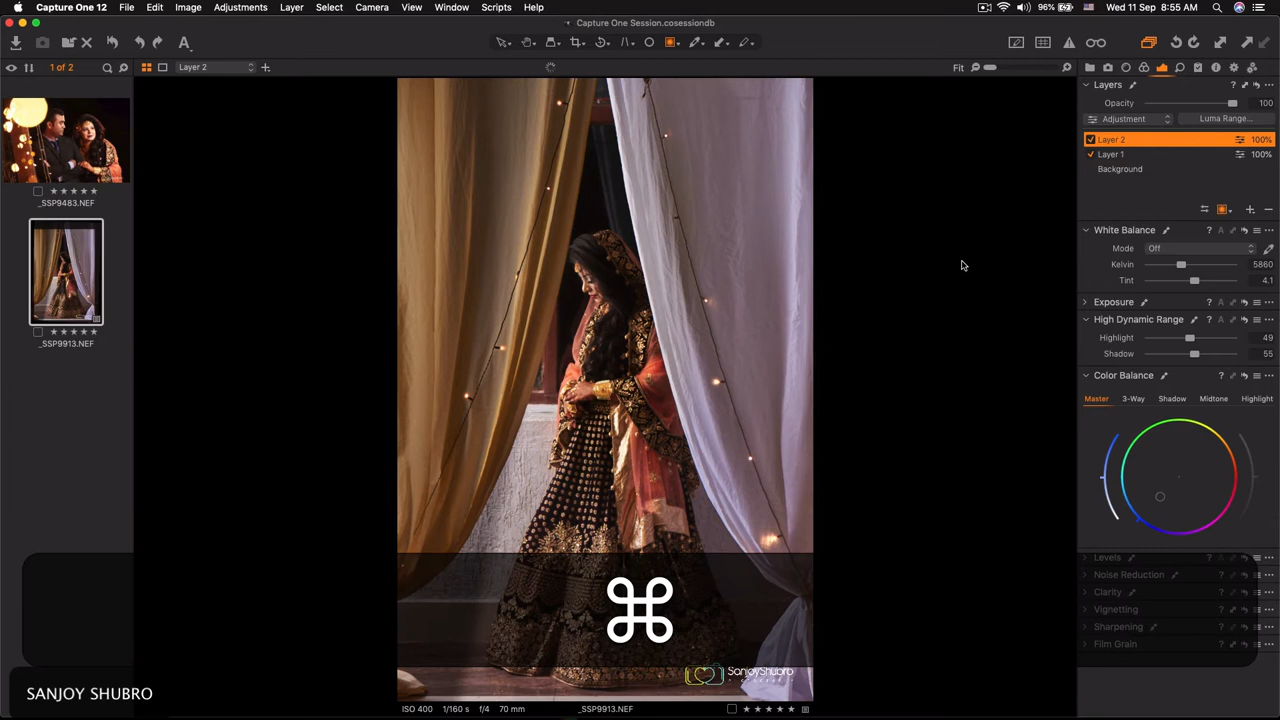 Capture One 12 File Edit Image Adjustments Layer Select Camera View Window Scripts Help 96% Wed 11 Sep 8:55 AM
Capture One Session.cosessiondb
1 of 2 Layer 2 Fit
Layers
Opacity 100
Adjustment Luma Range...
Layer 2 100%
Layer 1 100%
Background
_SSP9483.NEF
White Balance
Mode Off
Kelvin 5860
Tint 4.1
Exposure
High Dynamic Range
Highlight 49
Shadow 55
_SSP9913.NEF
Color Balance
Master 3-Way Shadow Midtone Highlight
Levels
Noise Reduction
Clarity
Vignetting
Sharpening
Film Grain
⌘
SanjoyShubro
SANJOY SHUBRO
ISO 400 1/160 s f/4 70 mm _SSP9913.NEF